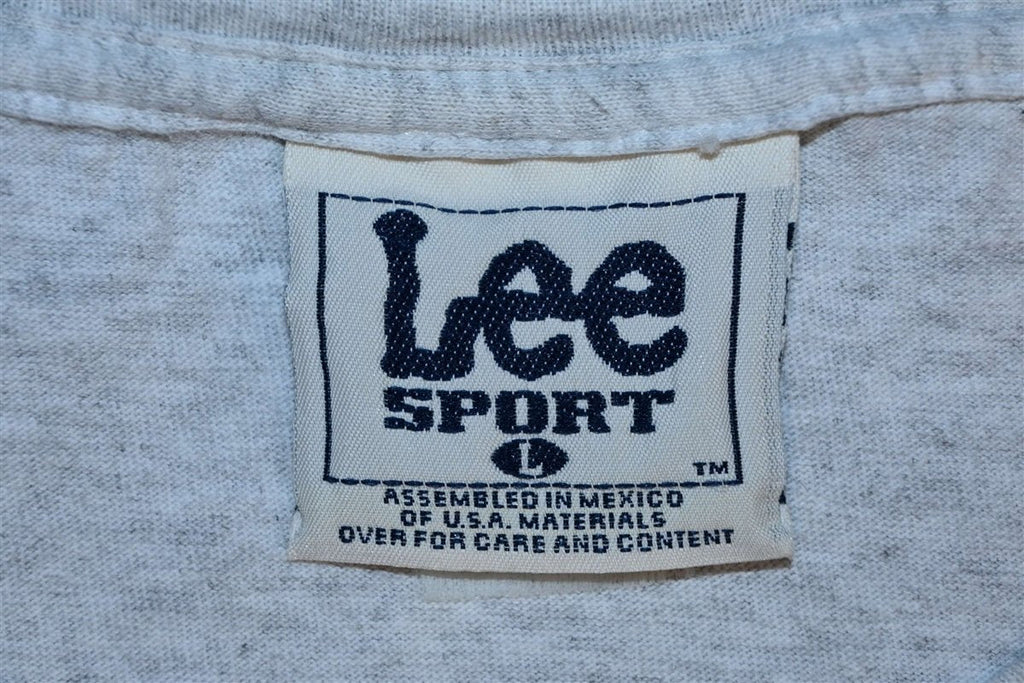 Lee
SPORT
L
TM
ASSEMBLED IN MEXICO
OF U.S.A. MATERIALS
OVER FOR CARE AND CONTENT